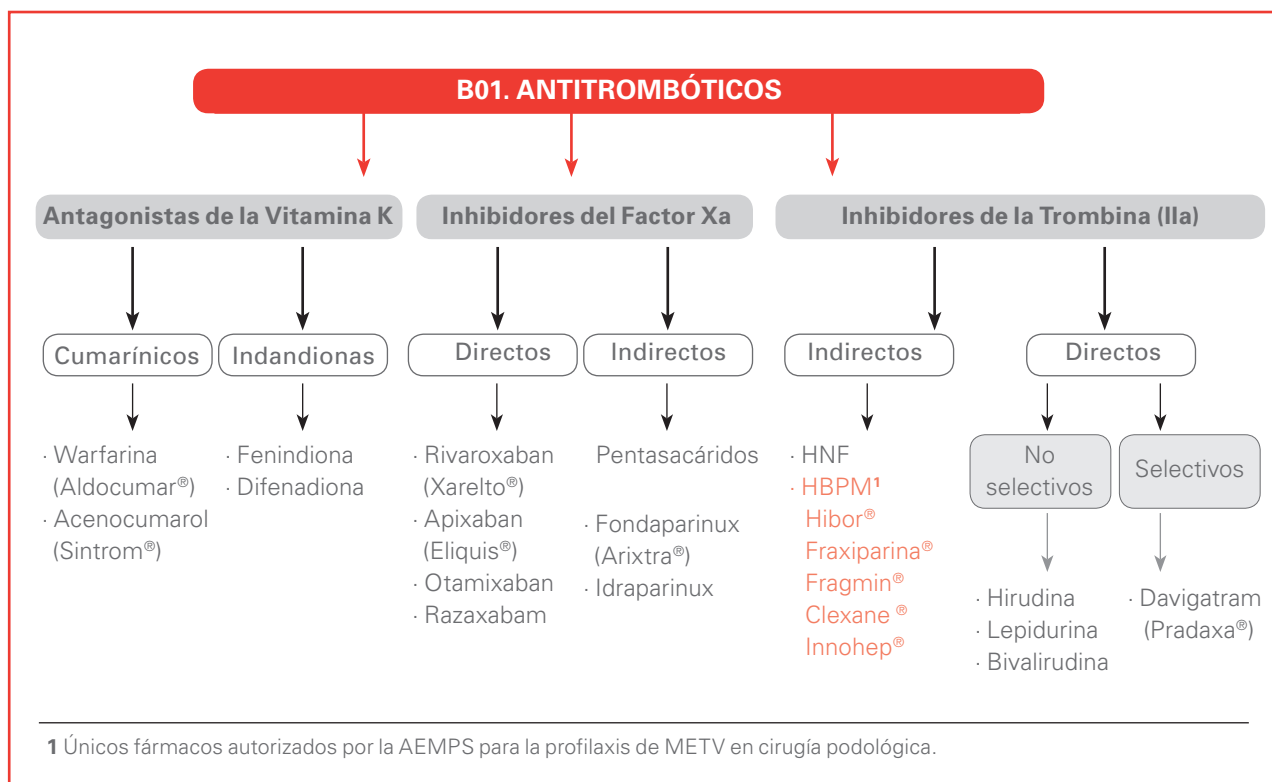 B01. ANTITROMBÓTICOS
Antagonistas de la Vitamina K
Inhibidores del Factor Xa
Inhibidores de la Trombina (IIa)
Cumarínicos
Indandionas
Directos
Indirectos
Indirectos
Directos
· Warfarina
(Aldocumar®)
· Acenocumarol
(Sintrom®)
· Fenindiona
· Difenadiona
· Rivaroxaban
(Xarelto®)
· Apixaban
(Eliquis®)
· Otamixaban
· Razaxabam
Pentasacáridos
· Fondaparinux
(Arixtra®)
· Idraparinux
· HNF
· HBPM1
Hibor®
Fraxiparina®
Fragmin®
Clexane ®
Innohep®
No
selectivos
Selectivos
· Hirudina
· Lepidurina
· Bivalirudina
· Davigatram
(Pradaxa®)
1 Únicos fármacos autorizados por la AEMPS para la profilaxis de METV en cirugía podológica.